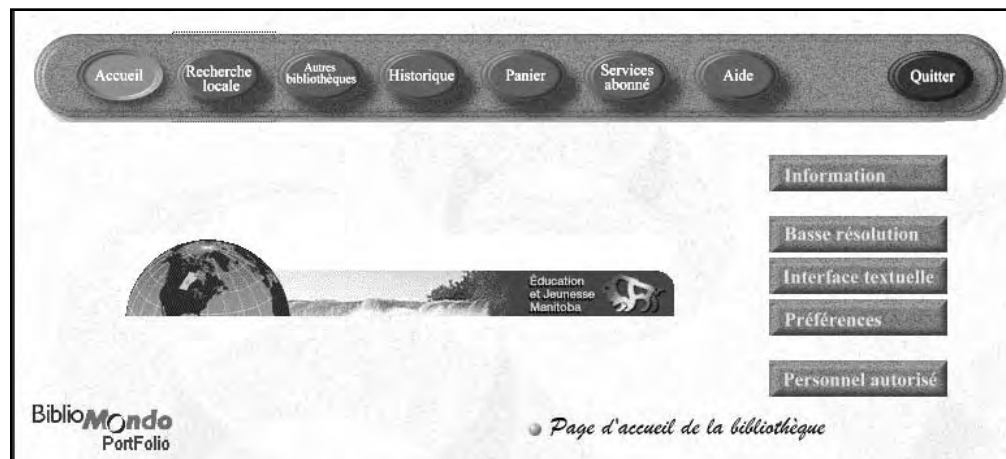 Accueil
Recherche
locale
Autres
bibliothèques
Historique
Panier
Services
abonné
Aide
Quitter
Information
Basse résolution
Interface textuelle
Préférences
Personnel autorisé
Éducation
et Jeunesse
Manitoba
BiblioMondo
PortFolio
Page d'accueil de la bibliothèque